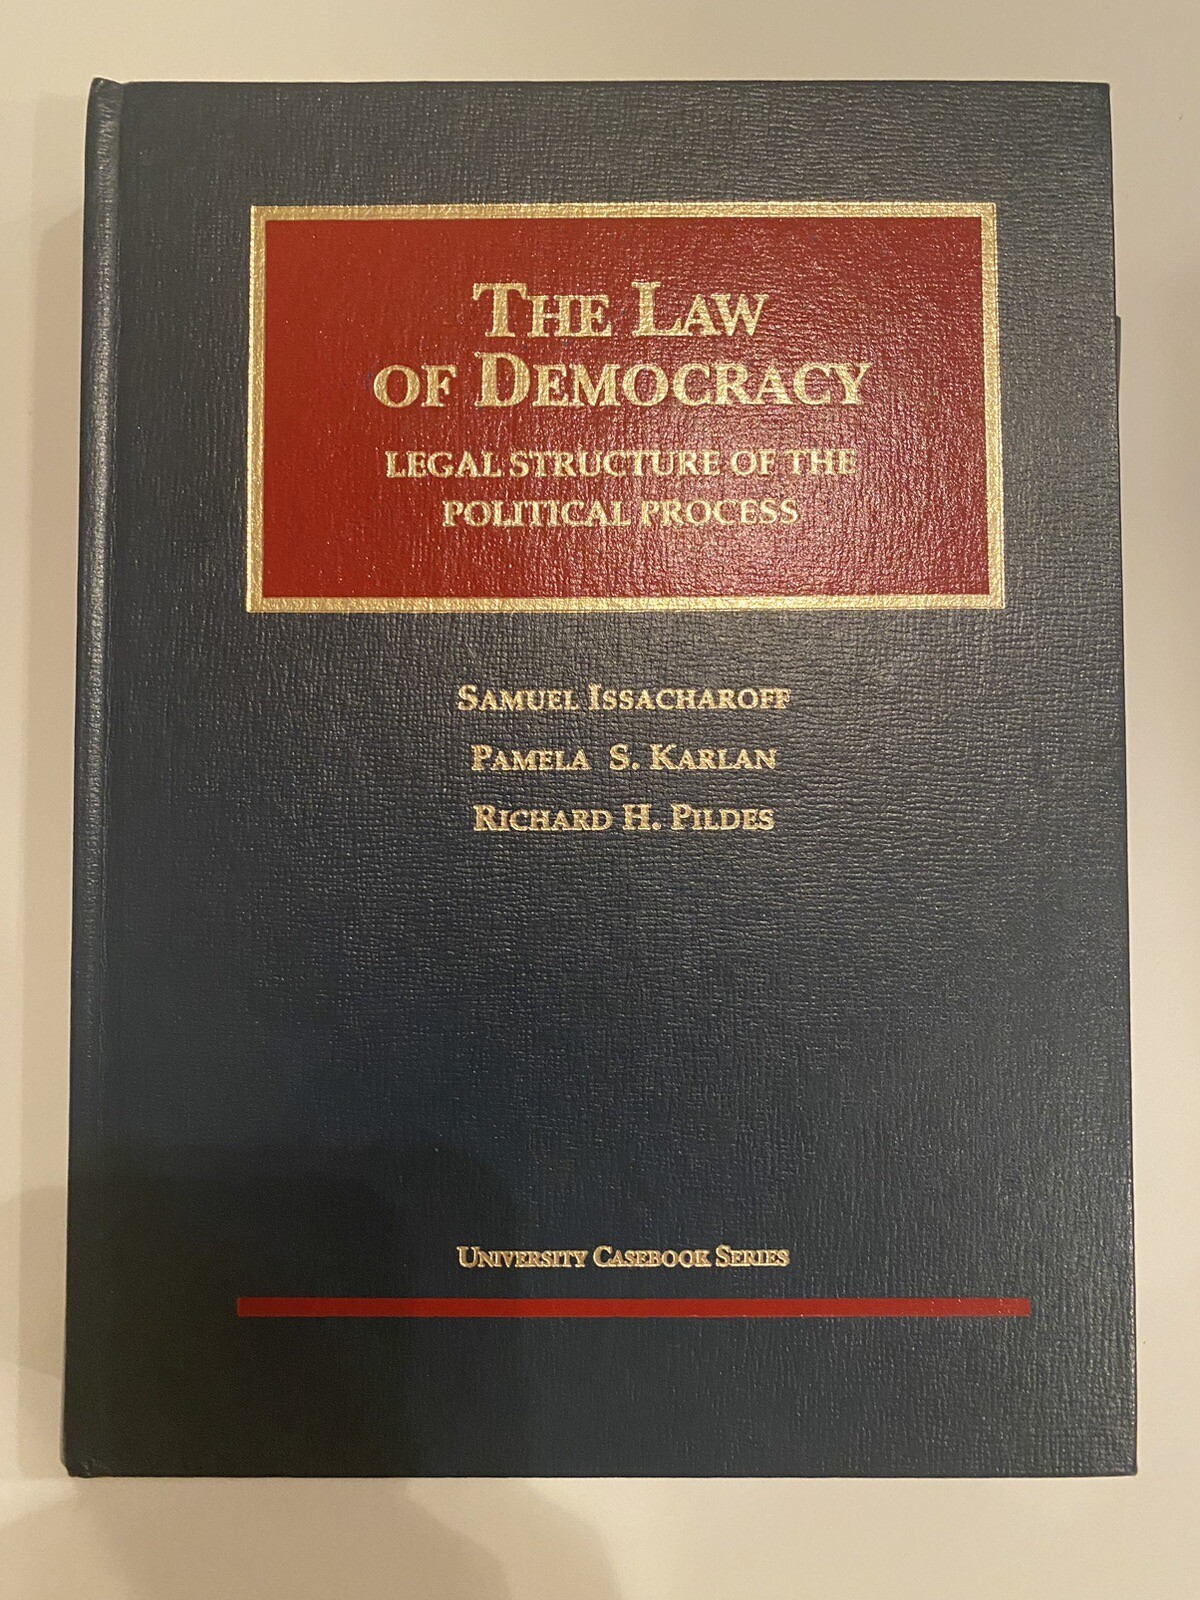 THE LAW
OF DEMOCRACY
LEGAL STRUCTURE OF THE
POLITICAL PROCESS
SAMUEL ISSACHAROFF
PAMELA S. KARLAN
RICHARD H. PILDES
UNIVERSITY CASEBOOK SERIES